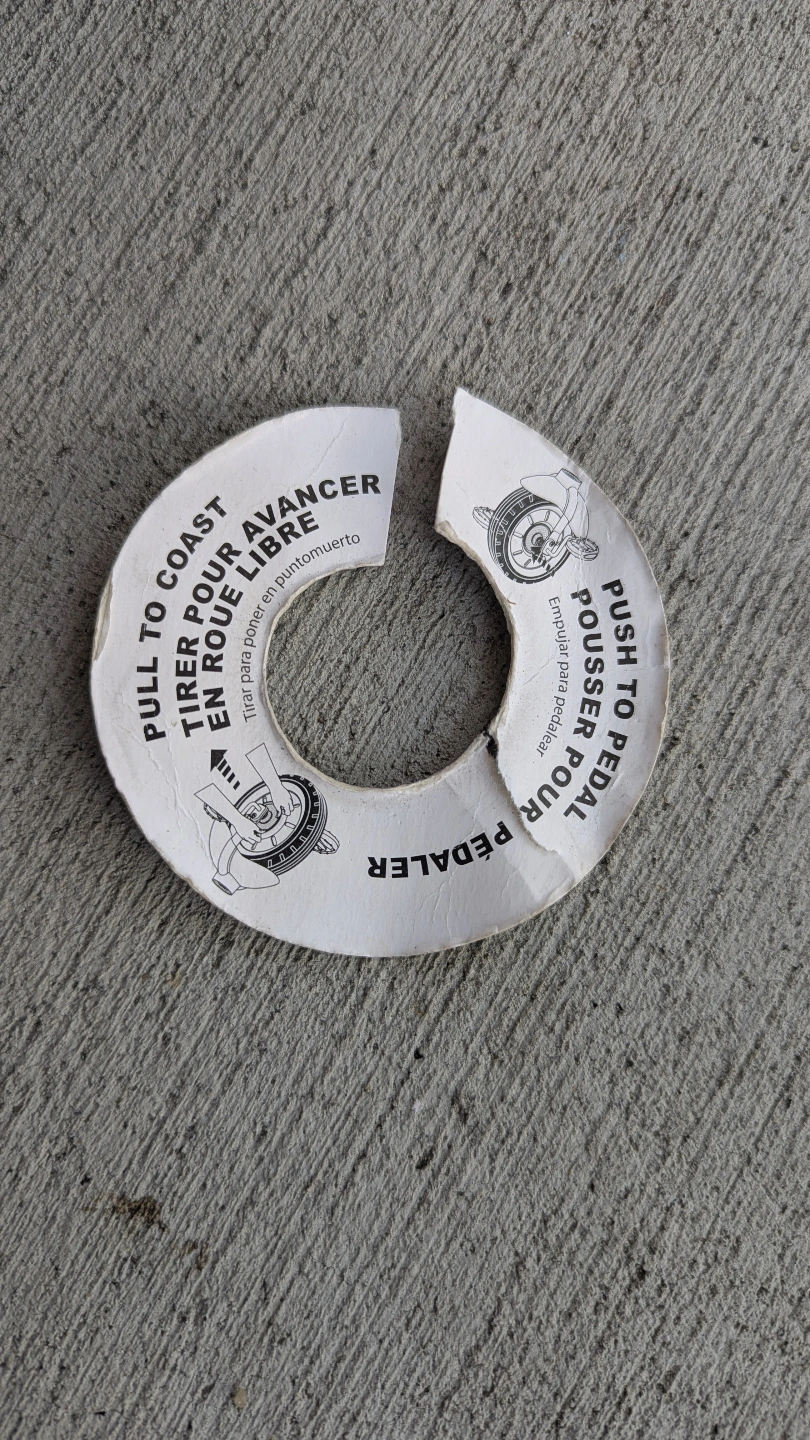 PULL TO COAST
TIRER POUR AVANCER
EN ROUE LIBRE
Tirar para poner en puntomuerto
PUSH TO PEDAL
POUSSER POUR PÉDALER
Empujar para pedalear